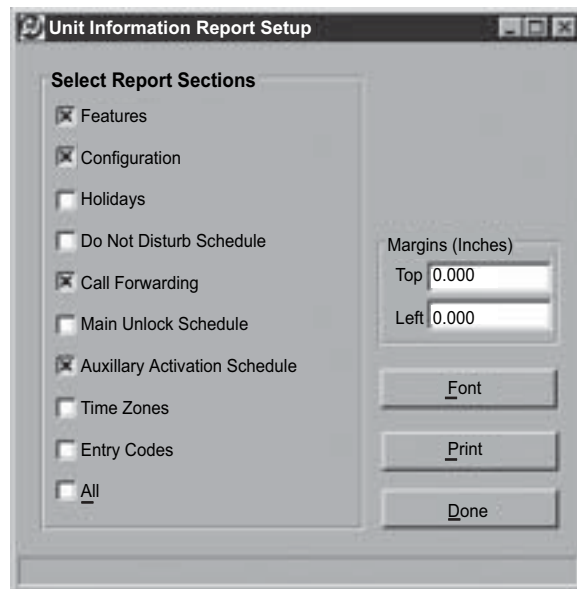 Unit Information Report Setup
Select Report Sections
Features
Configuration
Holidays
Do Not Disturb Schedule
Call Forwarding
Main Unlock Schedule
Auxillary Activation Schedule
Time Zones
Entry Codes
All
Margins (Inches)
Top 0.000
Left 0.000
Font
Print
Done